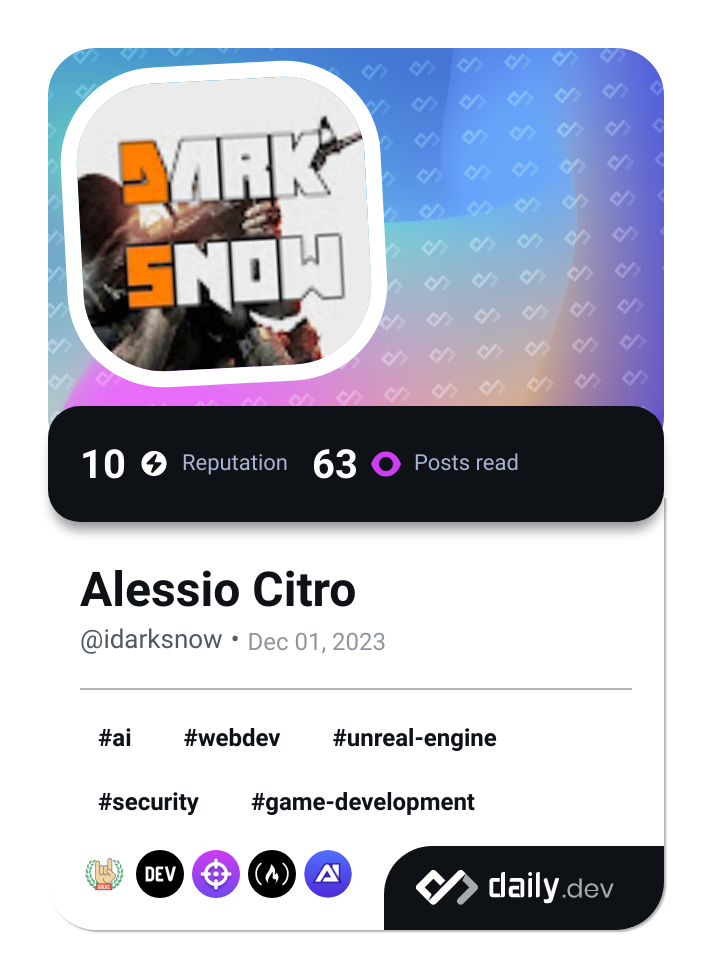 DARK
SNOW
10 Reputation 63 Posts read
Alessio Citro
@idarksnow • Dec 01, 2023
#ai #webdev #unreal-engine
#security #game-development
DEV
daily.dev